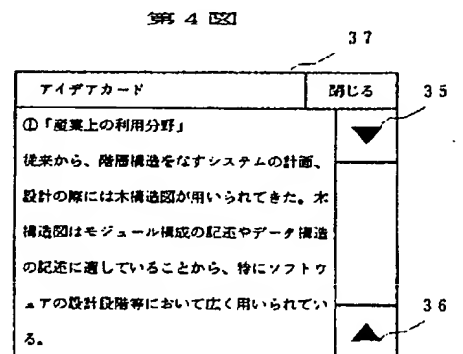 第4図
37
アイデアカード
閉じる
35
①「産業上の利用分野」
従来から、階層構造をなすシステムの計画、
設計の際には木構造図が用いられてきた。木
構造図はモジュール構成の記述やデータ構造
の記述に適していることから、特にソフトウ
ェアの設計段階等において広く用いられてい
る。
36